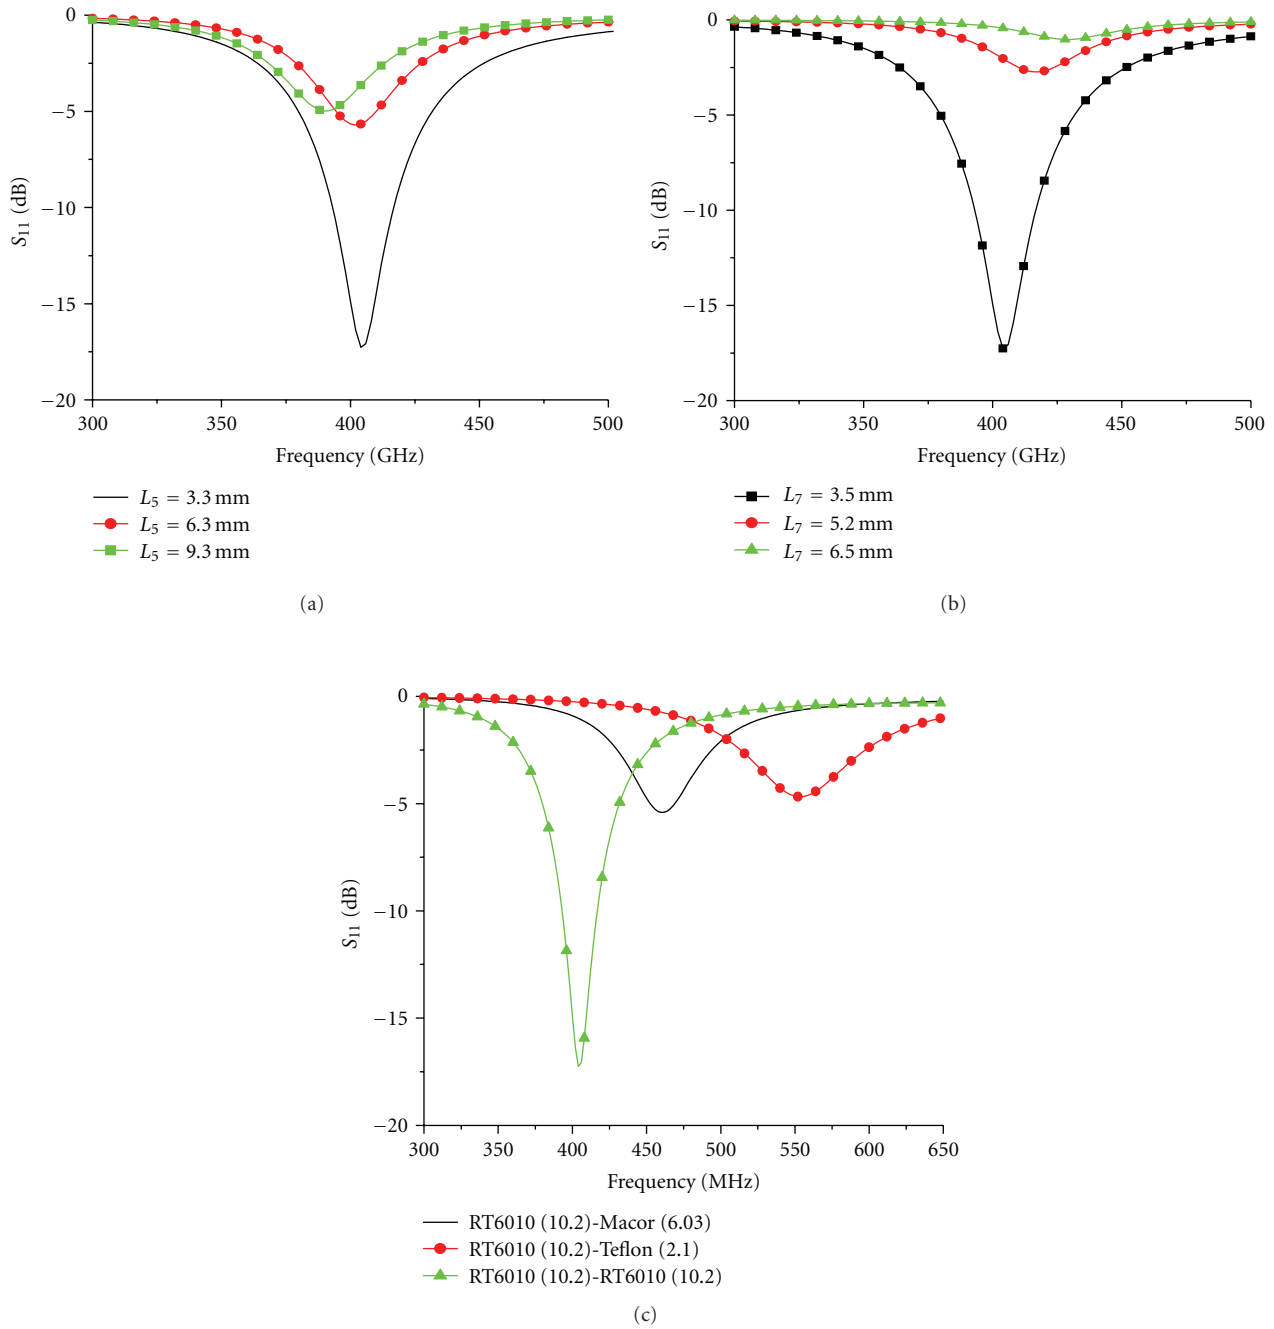 0
−5
−10
−15
−20
S11 (dB)
300 350 400 450 500
Frequency (GHz)
L5 = 3.3 mm
L5 = 6.3 mm
L5 = 9.3 mm
(a)
0
−5
−10
−15
−20
S11 (dB)
300 350 400 450 500
Frequency (GHz)
L7 = 3.5 mm
L7 = 5.2 mm
L7 = 6.5 mm
(b)
0
−5
−10
−15
−20
S11 (dB)
300 350 400 450 500 550 600 650
Frequency (MHz)
RT6010 (10.2)-Macor (6.03)
RT6010 (10.2)-Teflon (2.1)
RT6010 (10.2)-RT6010 (10.2)
(c)